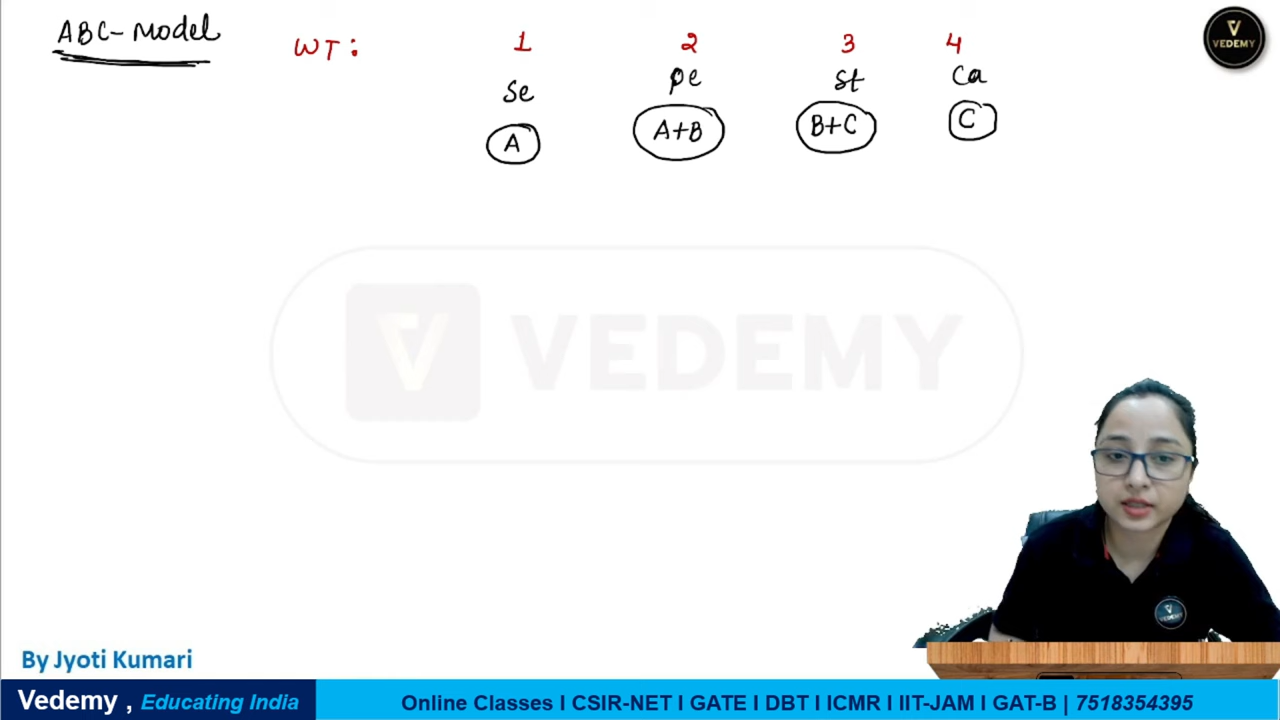 ABC-Model
WT: 1 2 3 4
Se pe st Ca
A A+B B+C C
V
VEDEMY
V VEDEMY
V
VEDEMY
By Jyoti Kumari
Vedemy , Educating India
Online Classes I CSIR-NET I GATE I DBT I ICMR I IIT-JAM I GAT-B | 7518354395